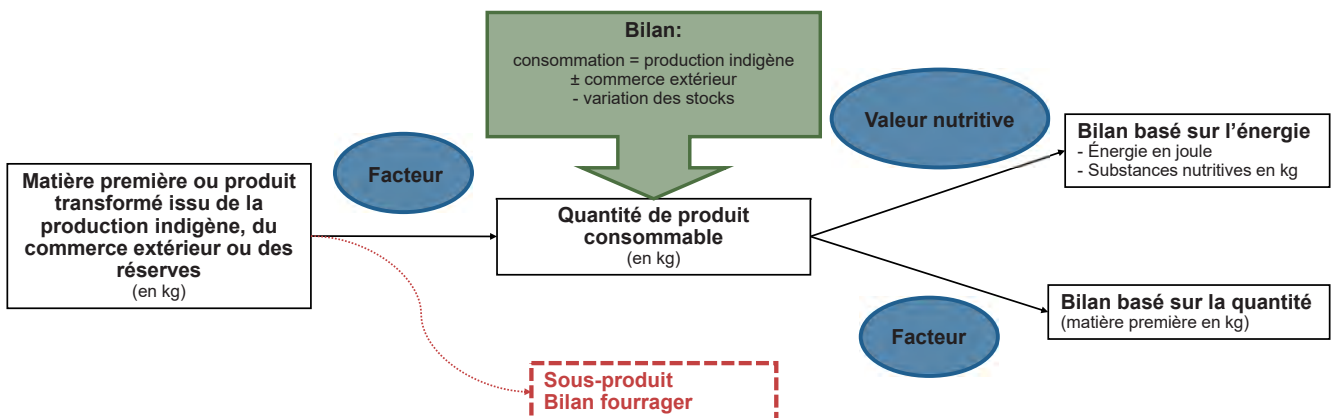 Bilan:
consommation = production indigène
± commerce extérieur
- variation des stocks
Valeur nutritive
Bilan basé sur l'énergie
- Énergie en joule
- Substances nutritives en kg
Facteur
Matière première ou produit
transformé issu de la
production indigène, du
commerce extérieur ou des
réserves
(en kg)
Quantité de produit
consommable
(en kg)
Bilan basé sur la quantité
(matière première en kg)
Facteur
Sous-produit
Bilan fourrager